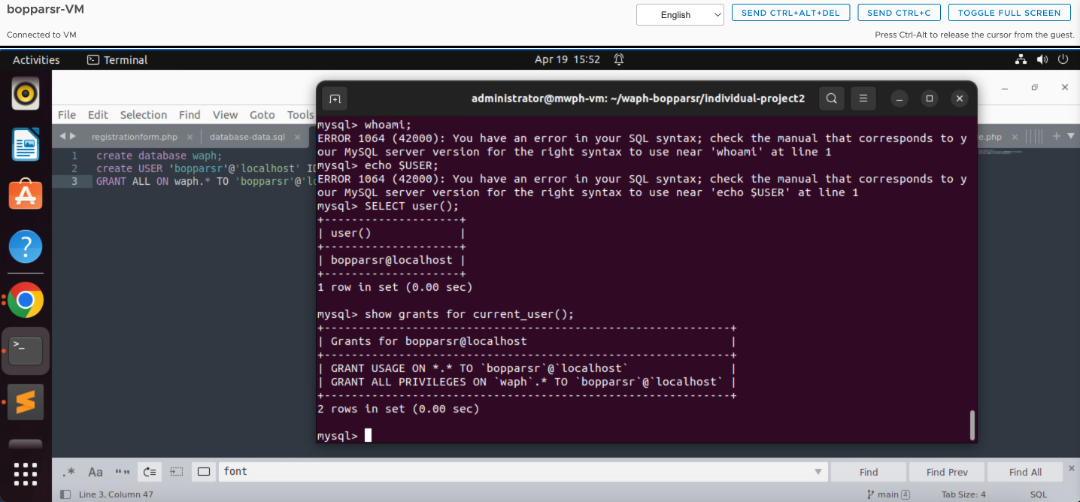 bopparsr-VM
English
SEND CTRL+ALT+DEL
SEND CTRL+C
TOGGLE FULL SCREEN
Connected to VM
Press Ctrl-Alt to release the cursor from the guest.
Activities
Terminal
Apr 19 15:52
administrator@mwph-vm: ~/waph-bopparsr/individual-project2
File Edit Selection Find View Goto Tools
registrationform.php ×
database-data.sql ×
e.php ×
1 create database waph;
2 create USER 'bopparsr'@'localhost'
3 GRANT ALL ON waph.* TO 'bopparsr'@'
mysql> whoami;
ERROR 1064 (42000): You have an error in your SQL syntax; check the manual that corresponds to y
our MySQL server version for the right syntax to use near 'whoami' at line 1
mysql> echo $USER;
ERROR 1064 (42000): You have an error in your SQL syntax; check the manual that corresponds to y
our MySQL server version for the right syntax to use near 'echo $USER' at line 1
mysql> SELECT user();
+--------------------+
| user()             |
+--------------------+
| bopparsr@localhost |
+--------------------+
1 row in set (0.00 sec)
mysql> show grants for current_user();
+------------------------------------------------------------+
| Grants for bopparsr@localhost                              |
+------------------------------------------------------------+
| GRANT USAGE ON *.* TO `bopparsr`@`localhost`               |
| GRANT ALL PRIVILEGES ON `waph`.* TO `bopparsr`@`localhost` |
+------------------------------------------------------------+
2 rows in set (0.00 sec)
mysql>
.* Aa “” font Find Find Prev Find All ×
Line 3, Column 47
main 4
Tab Size: 4
SQL